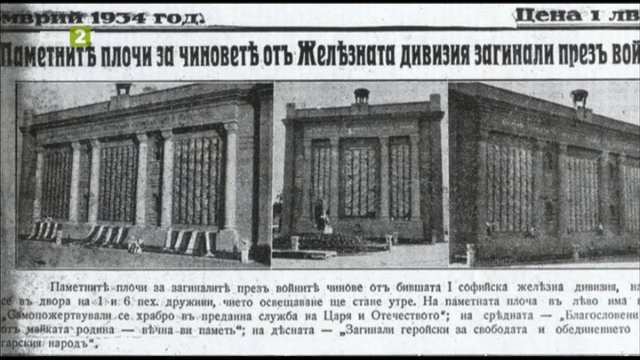 мврий 1934 год.
Цена 1 лв
2
Паметнитѣ плочи за чиноветѣ отъ Желѣзната дивизия загинали презъ вой
Паметнитѣ плочи за загиналитѣ презъ войнитѣ чинове отъ бившата I софийска желѣзна дивизия, на
се въ двора на 1 и 6 пех. дружини, чието освещаване ще стане утре. На паметната плоча въ лѣво има
„Самопожертвували се храбро въ преданна служба на Царя и Отечеството“; на срѣдната — „Благословени
отъ майката родина — вѣчна ви паметь“; на дѣсната — „Загинали геройски за свободата и обединението
гарския народъ“.